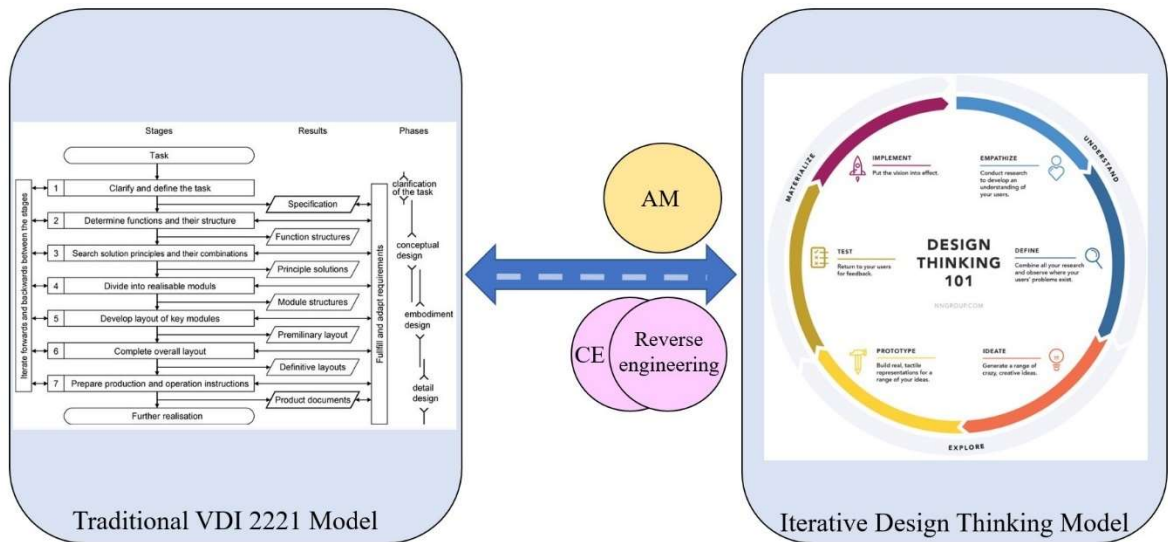 Stages Results Phases
Task
1 Clarify and define the task
Specification
2 Determine functions and their structure
Function structures
3 Search solution principles and their combinations
Principle solutions
4 Divide into realisable moduls
Module structures
5 Develop layout of key modules
Premilinary layout
6 Complete overall layout
Definitive layouts
7 Prepare production and operation instructions
Product documents
Further realisation
Iterate forwards and backwards between the stages
Fulfill and adapt requirements
clarification
of the task
conceptual
design
embodiment
design
detail
design
Traditional VDI 2221 Model
AM
CE
Reverse
engineering
MATERIALIZE
UNDERSTAND
EXPLORE
IMPLEMENT
Put the vision into effect.
EMPATHIZE
Conduct research
to develop an
understanding of
your users.
TEST
Return to your users
for feedback.
DESIGN
THINKING
101
NNGROUP.COM
DEFINE
Combine all your research
and observe where your
users' problems exist.
PROTOTYPE
Build real, tactile
representations for a
range of your ideas.
IDEATE
Generate a range of
crazy, creative ideas.
Iterative Design Thinking Model